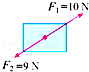 F₁ = 10 N
F₂ = 9 N